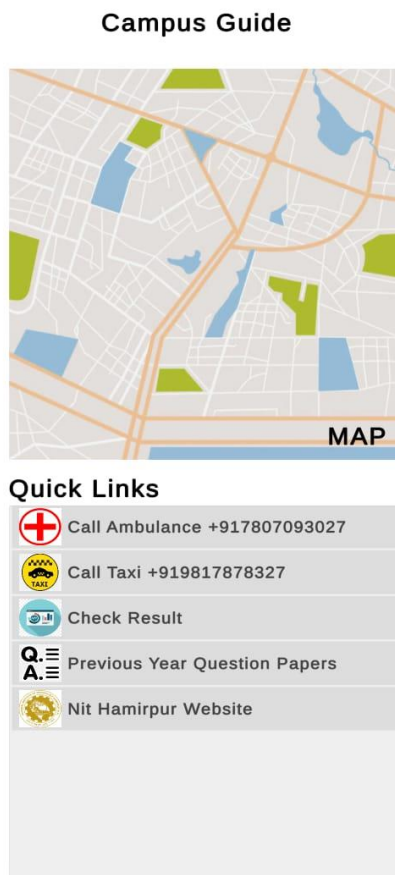 Campus Guide
MAP
Quick Links
Call Ambulance +917807093027
TAXI
Call Taxi +919817878327
Check Result
Q.
A.
Previous Year Question Papers
Nit Hamirpur Website